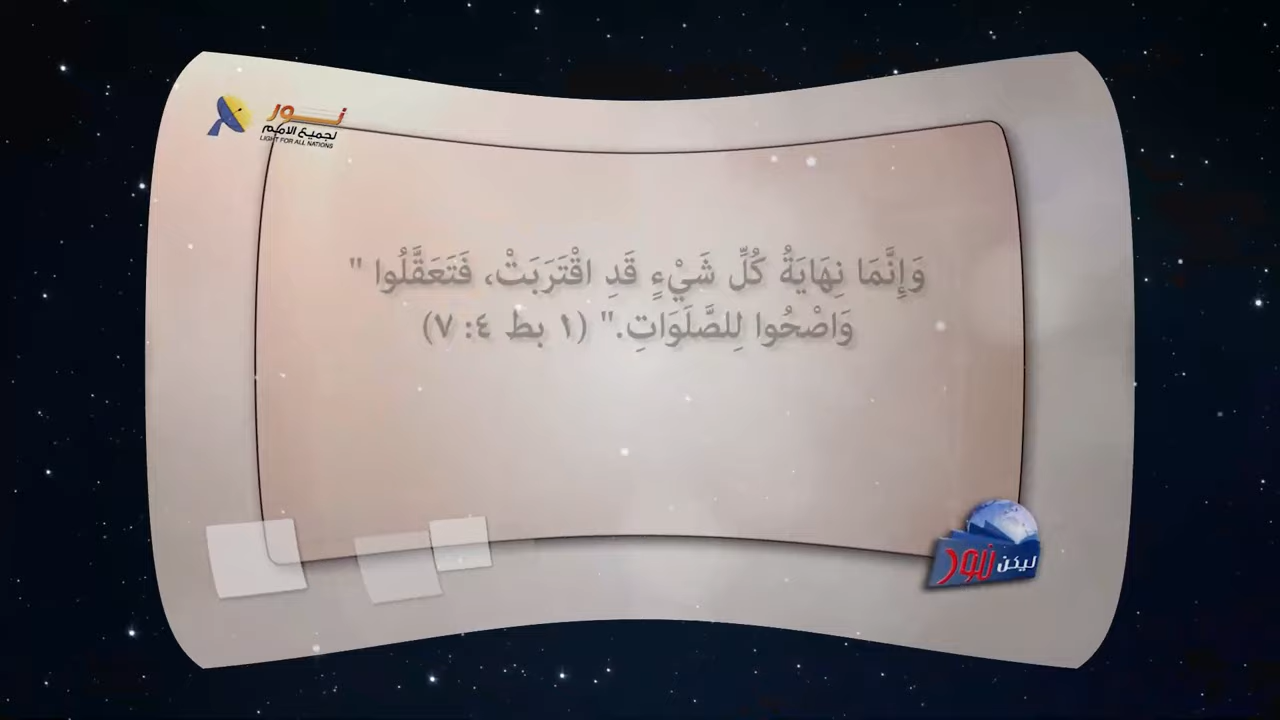 نور
لجميع الامم
LIGHT FOR ALL NATIONS
" وَإِنَّمَا نِهَايَةُ كُلِّ شَيْءٍ قَدِ اقْتَرَبَتْ، فَتَعَقَّلُوا
وَاصْحُوا لِلصَّلَوَاتِ." (١ بط ٤: ٧)
ليكن نور